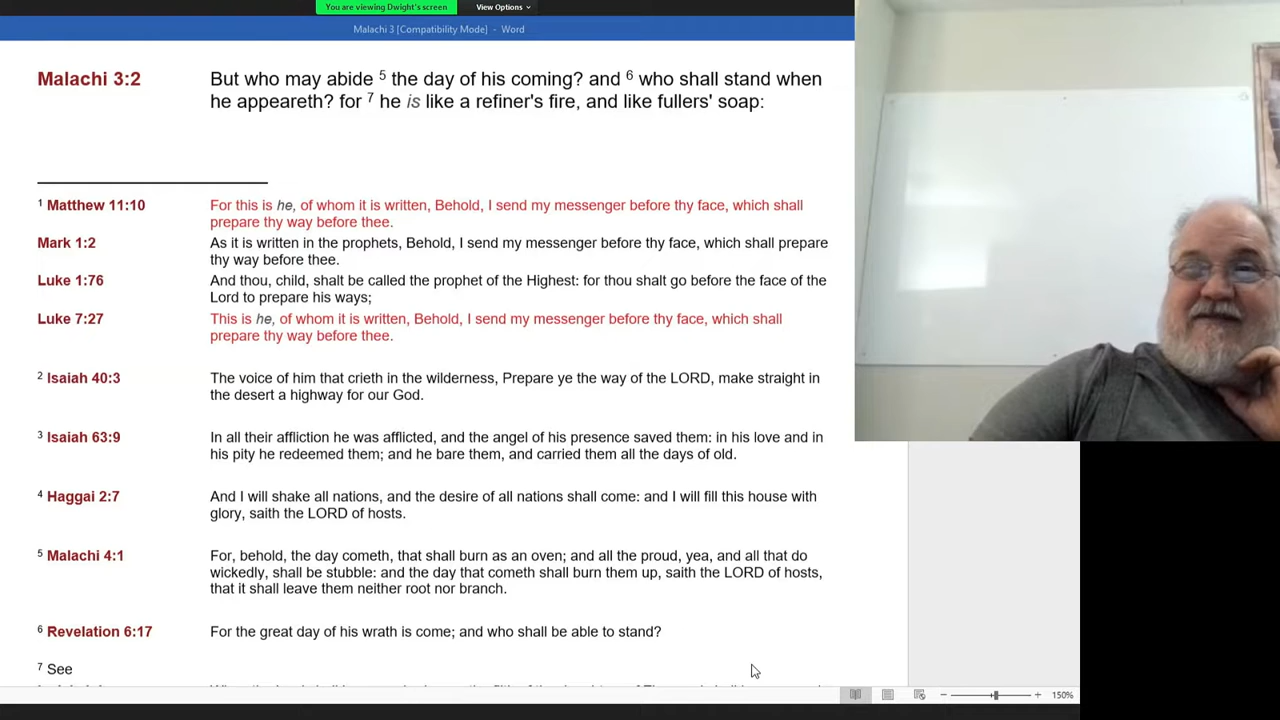 You are viewing Dwight's screen View Options
Malachi 3 [Compatibility Mode] - Word
Malachi 3:2 But who may abide 5 the day of his coming? and 6 who shall stand when
he appeareth? for 7 he is like a refiner's fire, and like fullers' soap:
1 Matthew 11:10 For this is he, of whom it is written, Behold, I send my messenger before thy face, which shall
prepare thy way before thee.
Mark 1:2 As it is written in the prophets, Behold, I send my messenger before thy face, which shall prepare
thy way before thee.
Luke 1:76 And thou, child, shalt be called the prophet of the Highest: for thou shalt go before the face of the
Lord to prepare his ways;
Luke 7:27 This is he, of whom it is written, Behold, I send my messenger before thy face, which shall
prepare thy way before thee.
2 Isaiah 40:3 The voice of him that crieth in the wilderness, Prepare ye the way of the LORD, make straight in
the desert a highway for our God.
3 Isaiah 63:9 In all their affliction he was afflicted, and the angel of his presence saved them: in his love and in
his pity he redeemed them; and he bare them, and carried them all the days of old.
4 Haggai 2:7 And I will shake all nations, and the desire of all nations shall come: and I will fill this house with
glory, saith the LORD of hosts.
5 Malachi 4:1 For, behold, the day cometh, that shall burn as an oven; and all the proud, yea, and all that do
wickedly, shall be stubble: and the day that cometh shall burn them up, saith the LORD of hosts,
that it shall leave them neither root nor branch.
6 Revelation 6:17 For the great day of his wrath is come; and who shall be able to stand?
7 See
150%